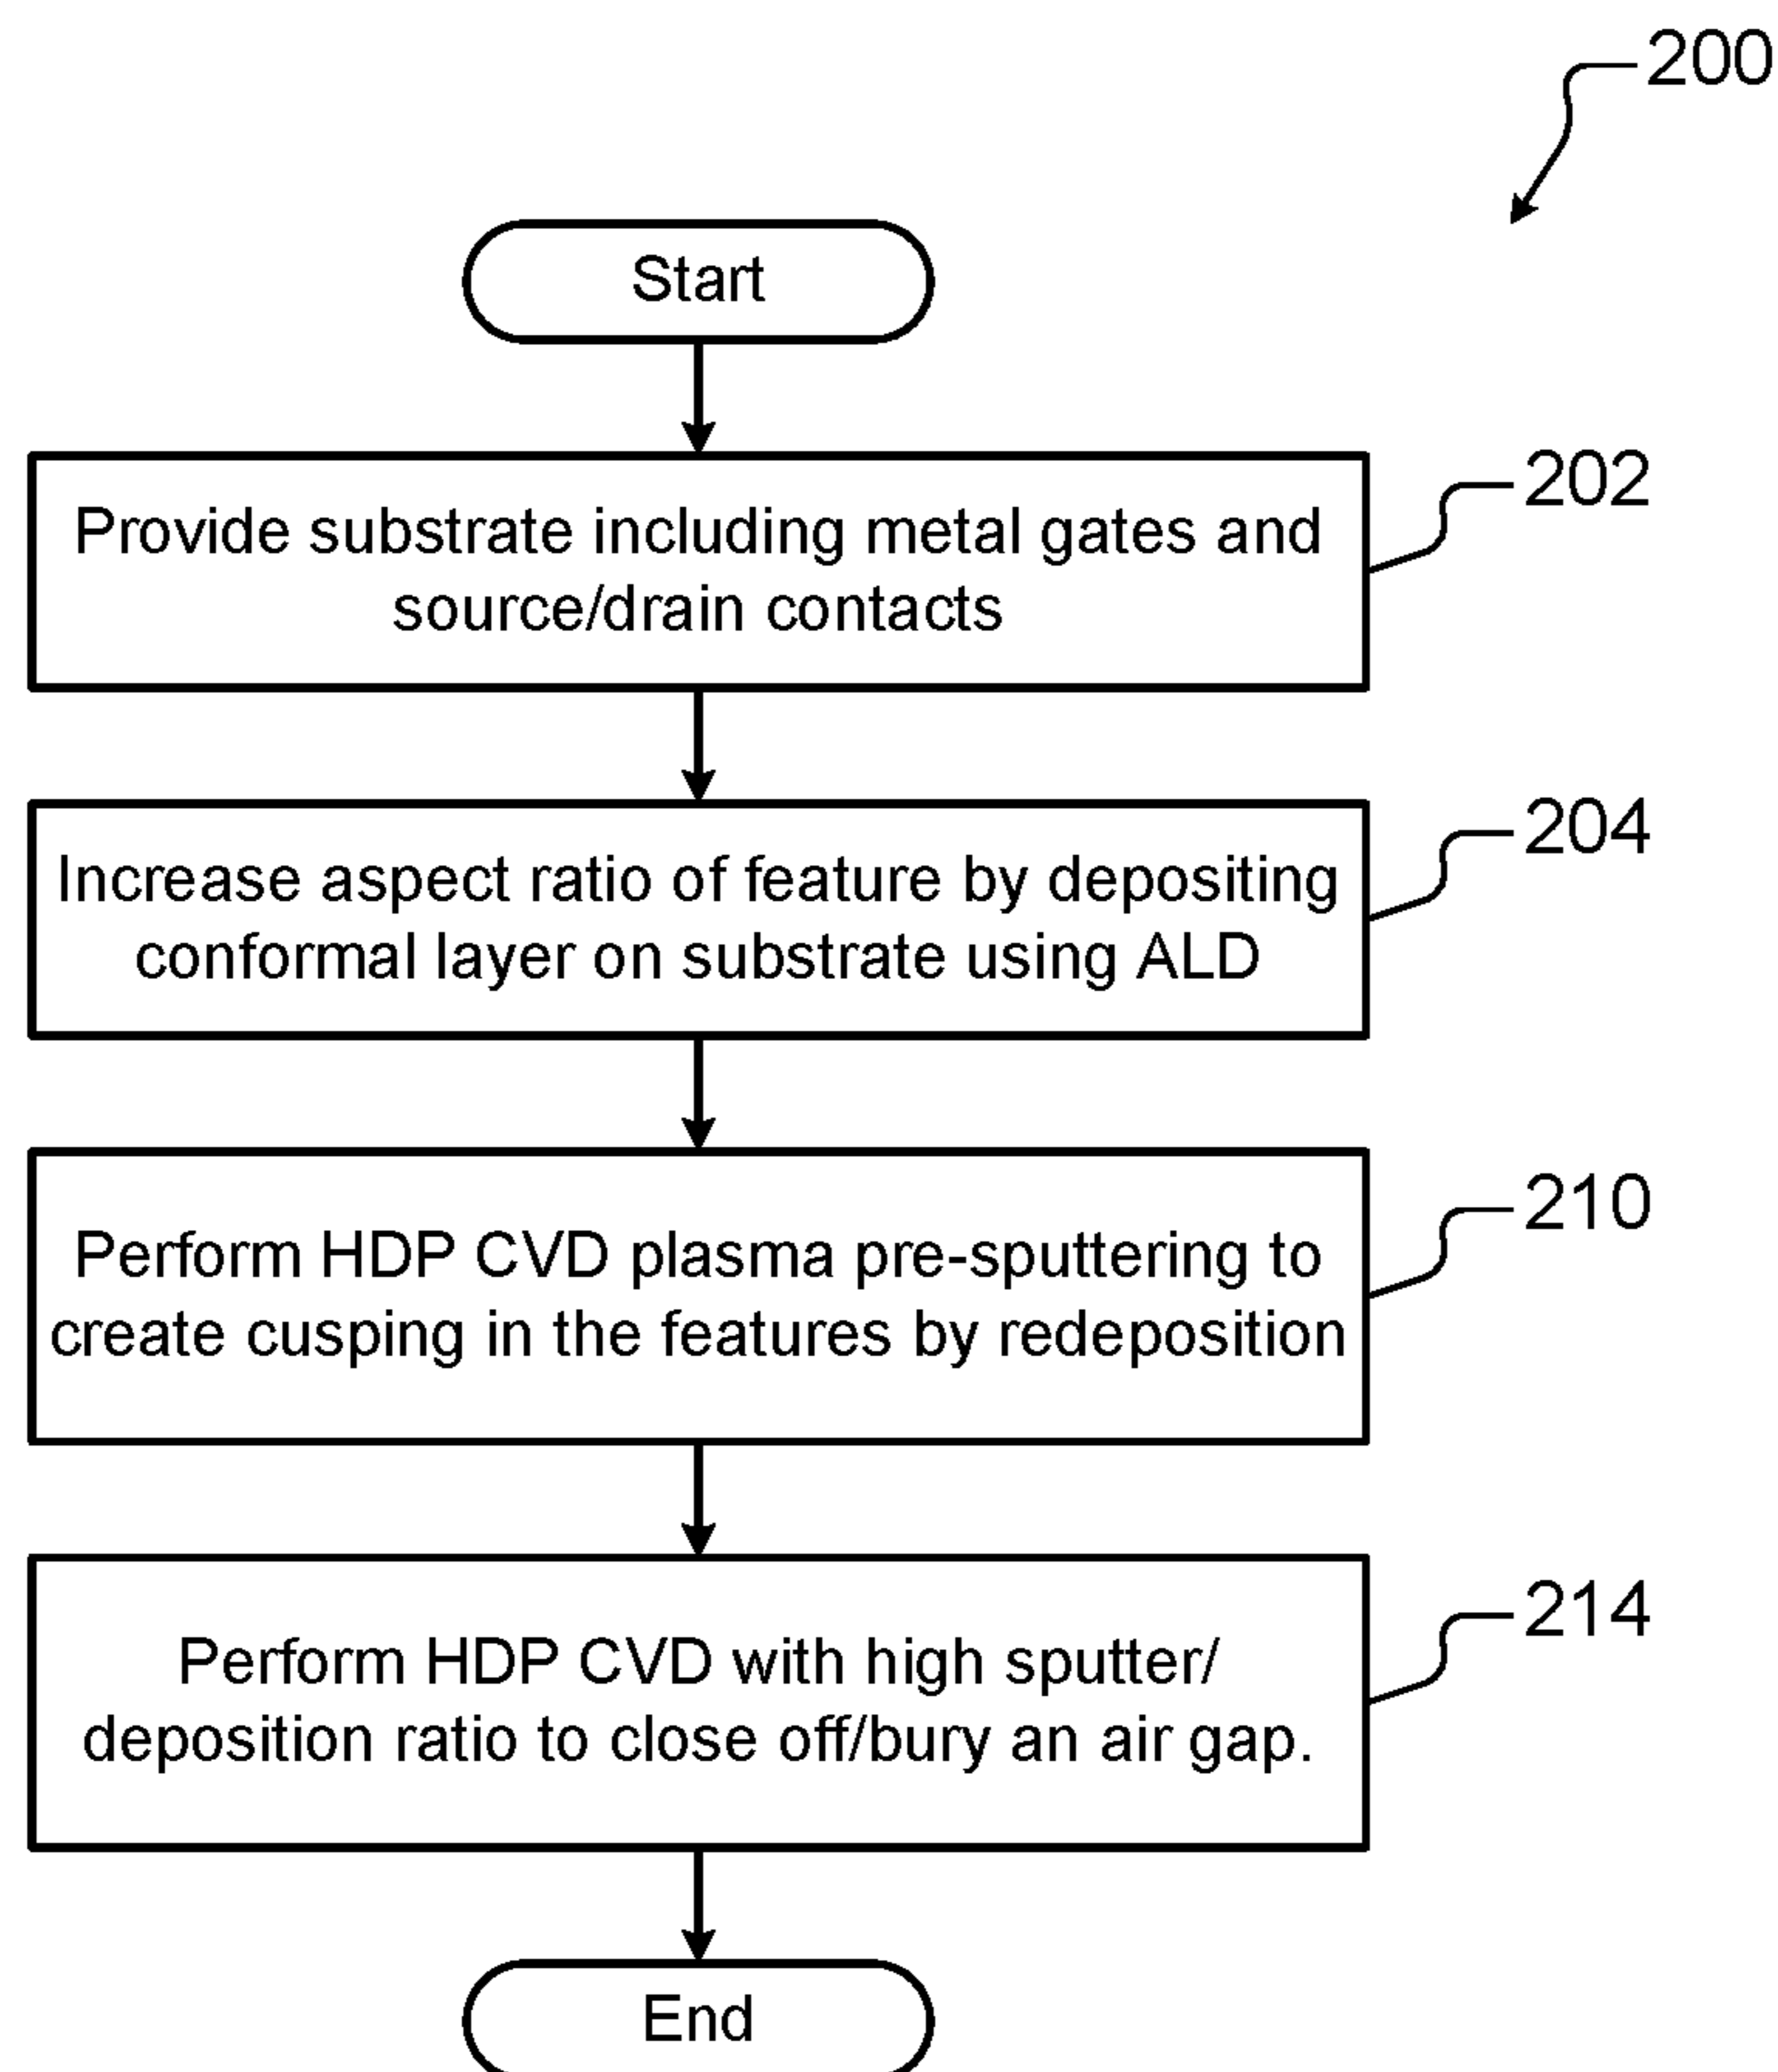 200
Start
Provide substrate including metal gates and
source/drain contacts
202
Increase aspect ratio of feature by depositing
conformal layer on substrate using ALD
204
Perform HDP CVD plasma pre-sputtering to
create cusping in the features by redeposition
210
Perform HDP CVD with high sputter/
deposition ratio to close off/bury an air gap.
214
End